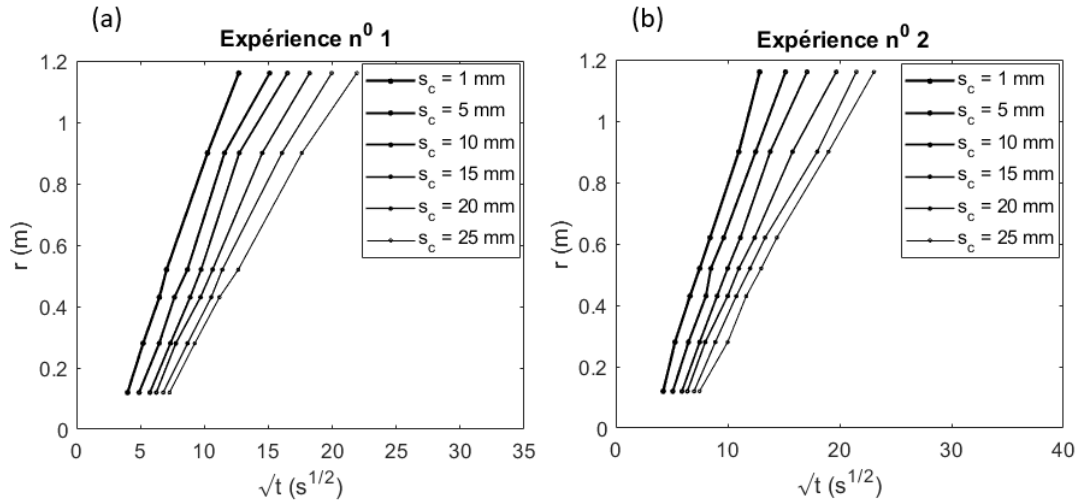 (a)
Expérience n⁰ 1
1.2
1
0.8
0.6
0.4
0.2
0
r (m)
0 5 10 15 20 25 30 35
√t (s^1/2)
s_c = 1 mm
s_c = 5 mm
s_c = 10 mm
s_c = 15 mm
s_c = 20 mm
s_c = 25 mm
(b)
Expérience n⁰ 2
1.2
1
0.8
0.6
0.4
0.2
0
r (m)
0 10 20 30 40
√t (s^1/2)
s_c = 1 mm
s_c = 5 mm
s_c = 10 mm
s_c = 15 mm
s_c = 20 mm
s_c = 25 mm